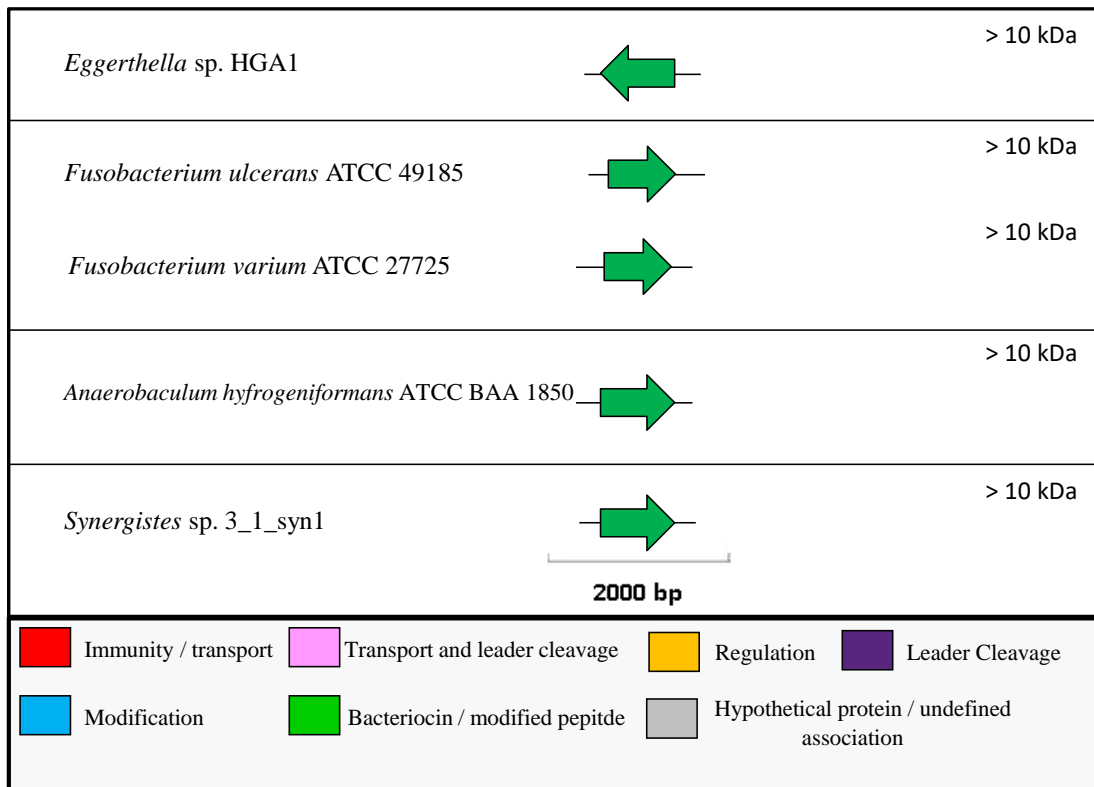 > 10 kDa
Eggerthella sp. HGA1
> 10 kDa
Fusobacterium ulcerans ATCC 49185
> 10 kDa
Fusobacterium varium ATCC 27725
> 10 kDa
Anaerobaculum hyfrogeniformans ATCC BAA 1850
> 10 kDa
Synergistes sp. 3_1_syn1
2000 bp
Immunity / transport
Transport and leader cleavage
Regulation
Leader Cleavage
Modification
Bacteriocin / modified pepitde
Hypothetical protein / undefined
association